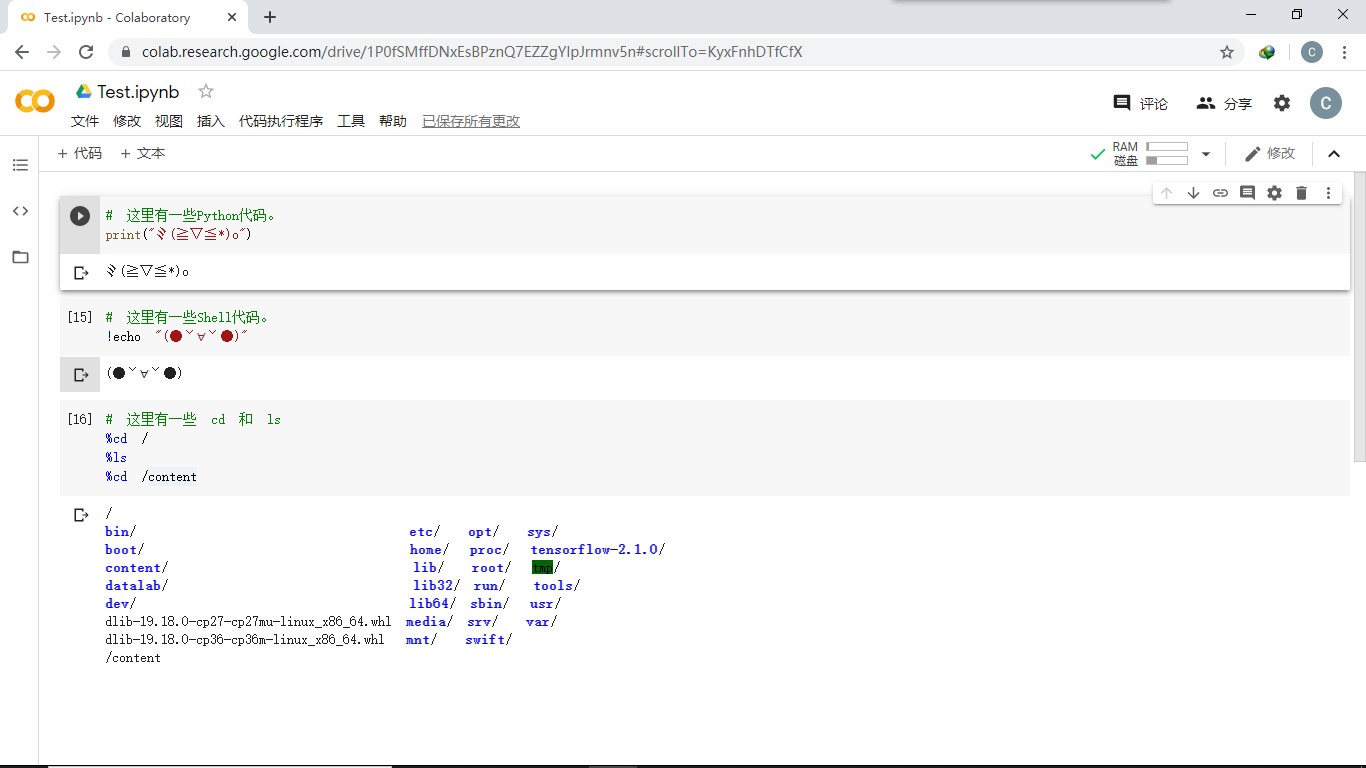 Test.ipynb - Colaboratory
colab.research.google.com/drive/1P0fSMffDNxEsBPznQ7EZZgYIpJrmnv5n#scrollTo=KyxFnhDTfCfX
C
CO
Test.ipynb
评论
分享
C
文件 修改 视图 插入 代码执行程序 工具 帮助 已保存所有更改
+ 代码 + 文本
RAM
磁盘
修改
# 这里有一些Python代码。
print("ミ(≧▽≦*)o")
ミ(≧▽≦*)o
[15] # 这里有一些Shell代码。
!echo "(●ˇ∀ˇ●)"
(●ˇ∀ˇ●)
[16] # 这里有一些 cd 和 ls
%cd /
%ls
%cd /content
/
bin/ etc/ opt/ sys/
boot/ home/ proc/ tensorflow-2.1.0/
content/ lib/ root/ tmp/
datalab/ lib32/ run/ tools/
dev/ lib64/ sbin/ usr/
dlib-19.18.0-cp27-cp27mu-linux_x86_64.whl media/ srv/ var/
dlib-19.18.0-cp36-cp36m-linux_x86_64.whl mnt/ swift/
/content